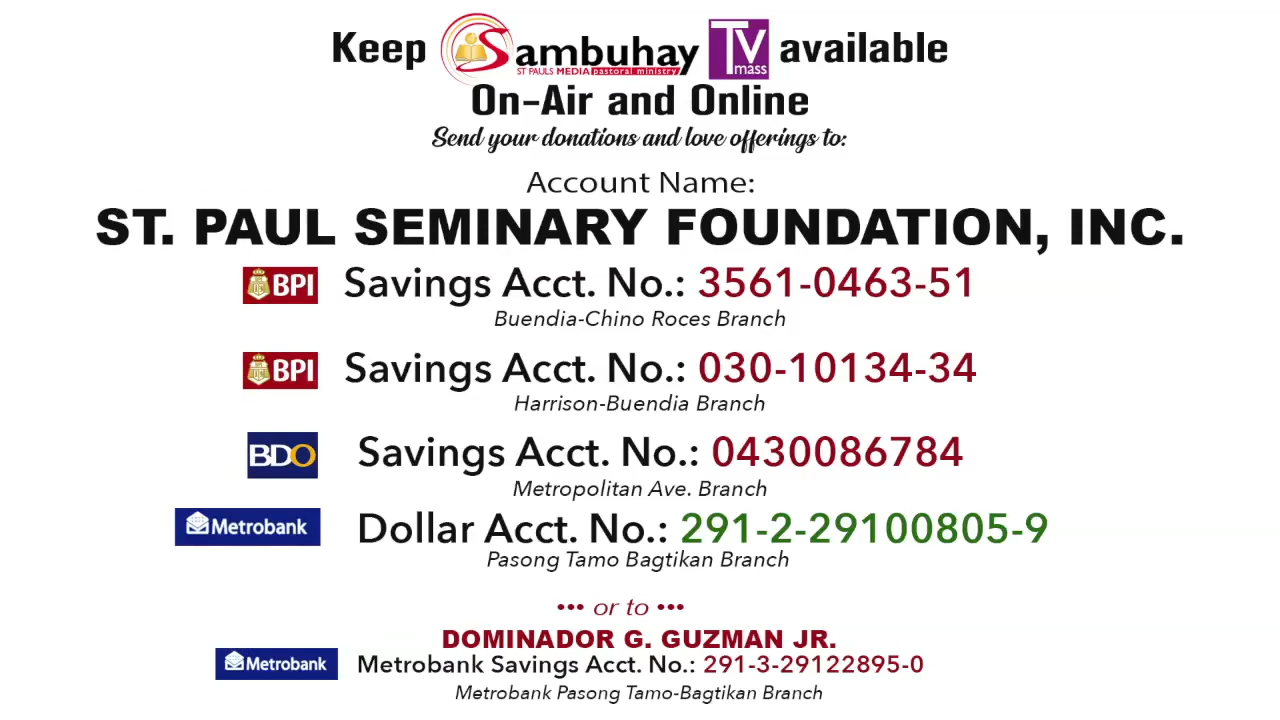 Keep Sambuhay TV mass available
ST PAULS MEDIA pastoral ministry
On-Air and Online
Send your donations and love offerings to:
Account Name:
ST. PAUL SEMINARY FOUNDATION, INC.
BPI Savings Acct. No.: 3561-0463-51
Buendia-Chino Roces Branch
BPI Savings Acct. No.: 030-10134-34
Harrison-Buendia Branch
BDO Savings Acct. No.: 0430086784
Metropolitan Ave. Branch
Metrobank Dollar Acct. No.: 291-2-29100805-9
Pasong Tamo Bagtikan Branch
••• or to •••
DOMINADOR G. GUZMAN JR.
Metrobank Metrobank Savings Acct. No.: 291-3-29122895-0
Metrobank Pasong Tamo-Bagtikan Branch